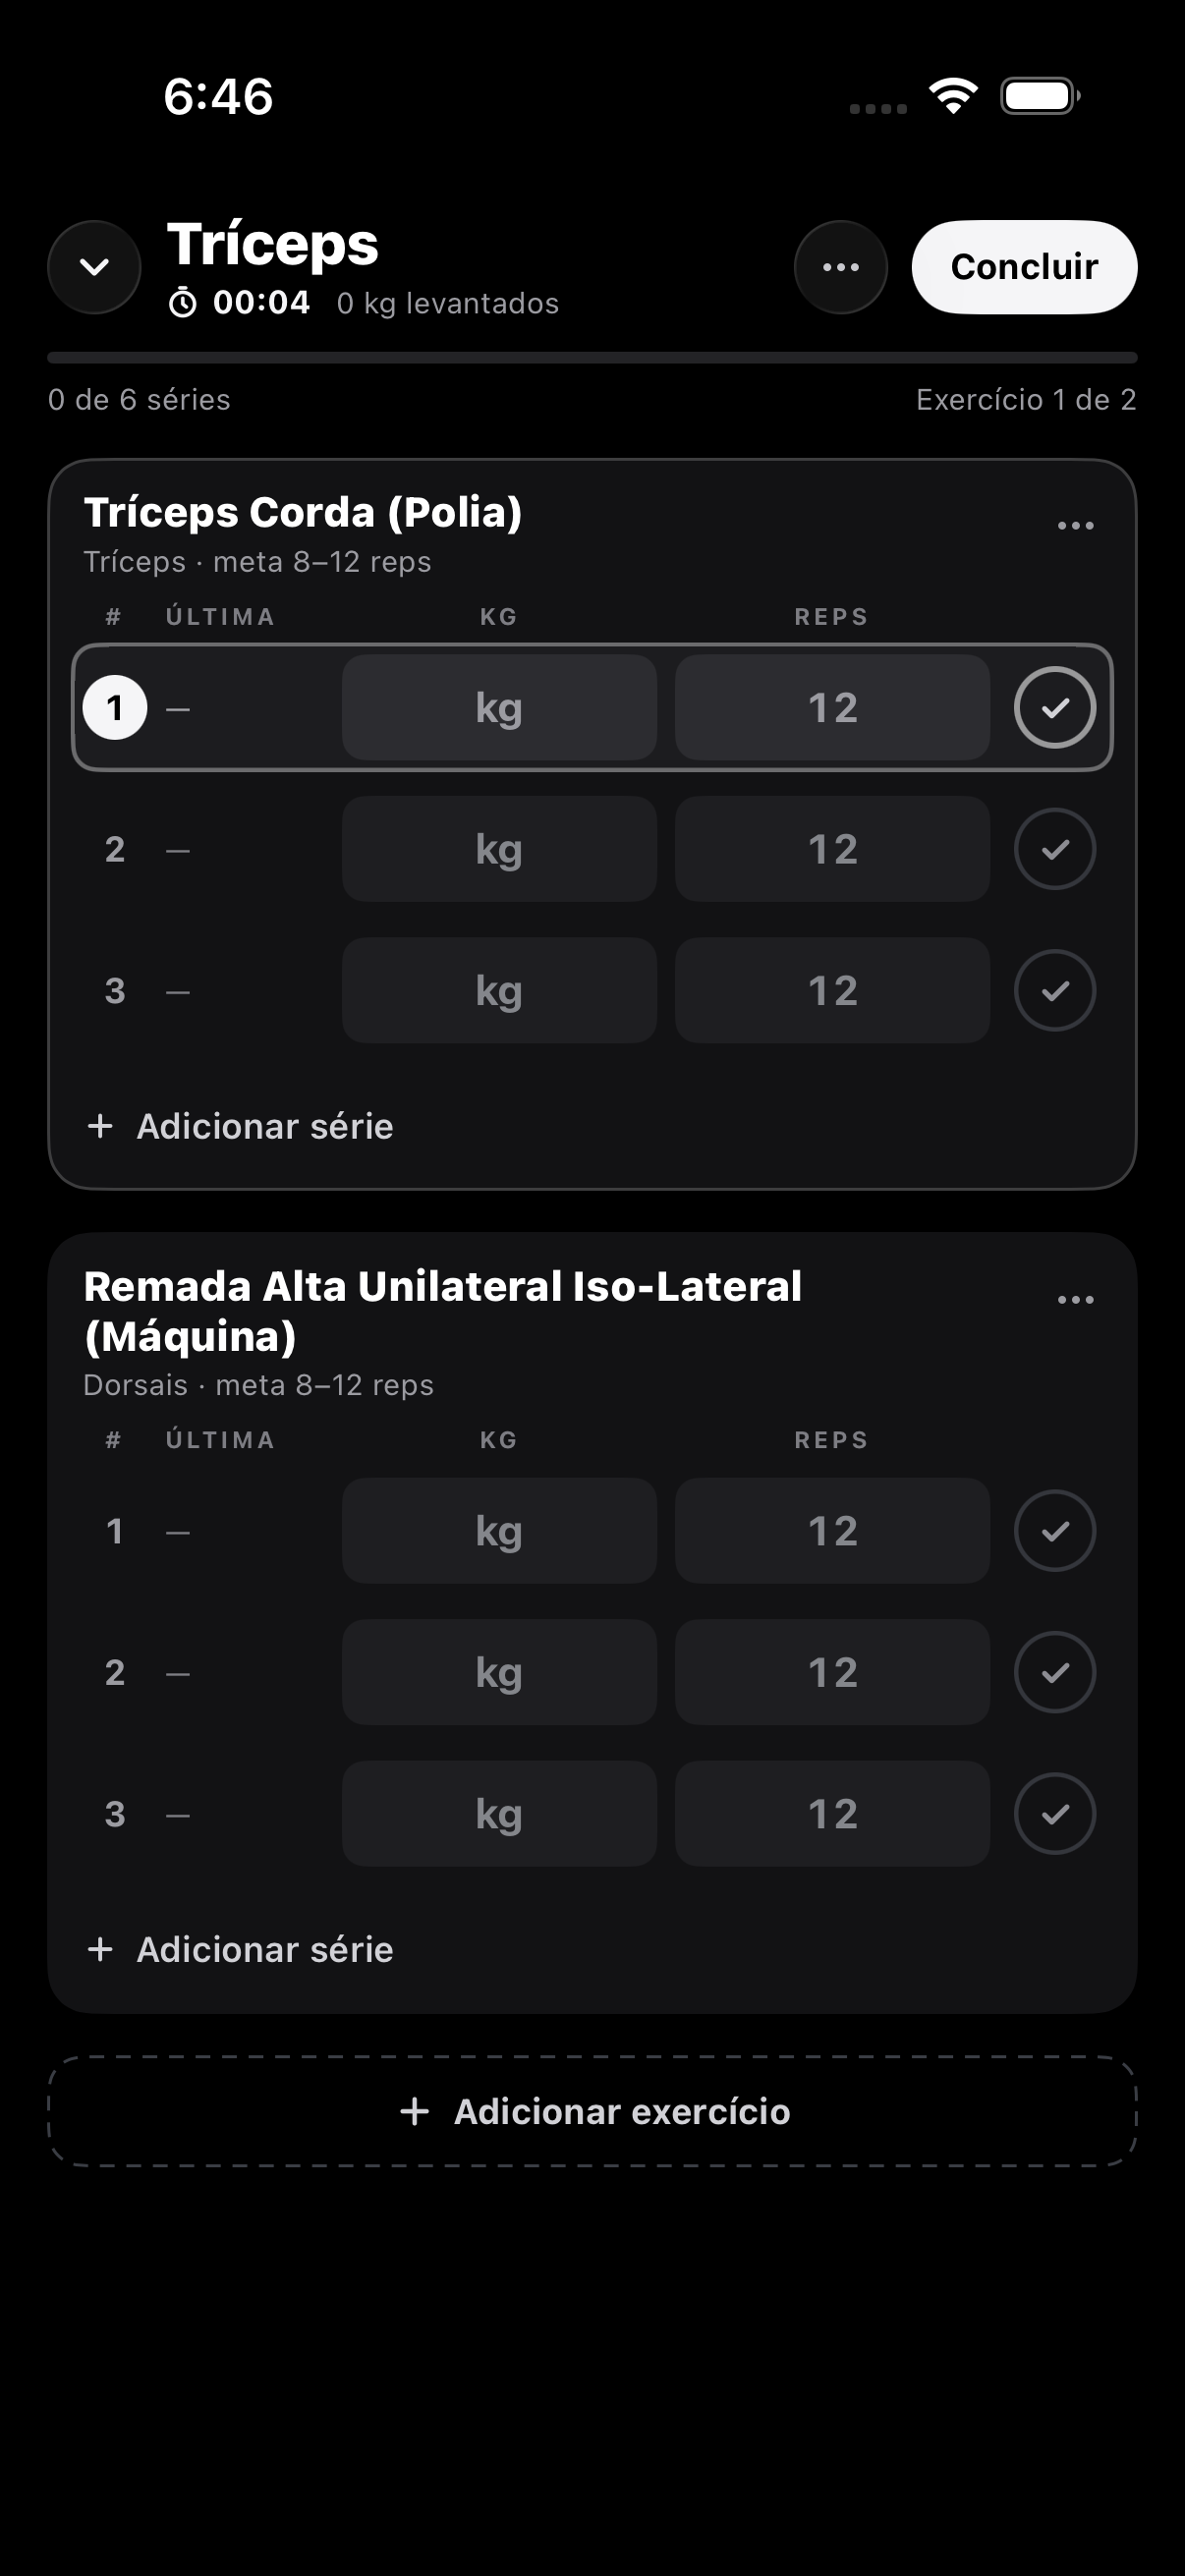 6:46
Tríceps
Concluir
00:04 0 kg levantados
0 de 6 séries Exercício 1 de 2
Tríceps Corda (Polia)
Tríceps · meta 8–12 reps
# ÚLTIMA KG REPS
1 — kg 12
2 — kg 12
3 — kg 12
+ Adicionar série
Remada Alta Unilateral Iso-Lateral
(Máquina)
Dorsais · meta 8–12 reps
# ÚLTIMA KG REPS
1 — kg 12
2 — kg 12
3 — kg 12
+ Adicionar série
+ Adicionar exercício